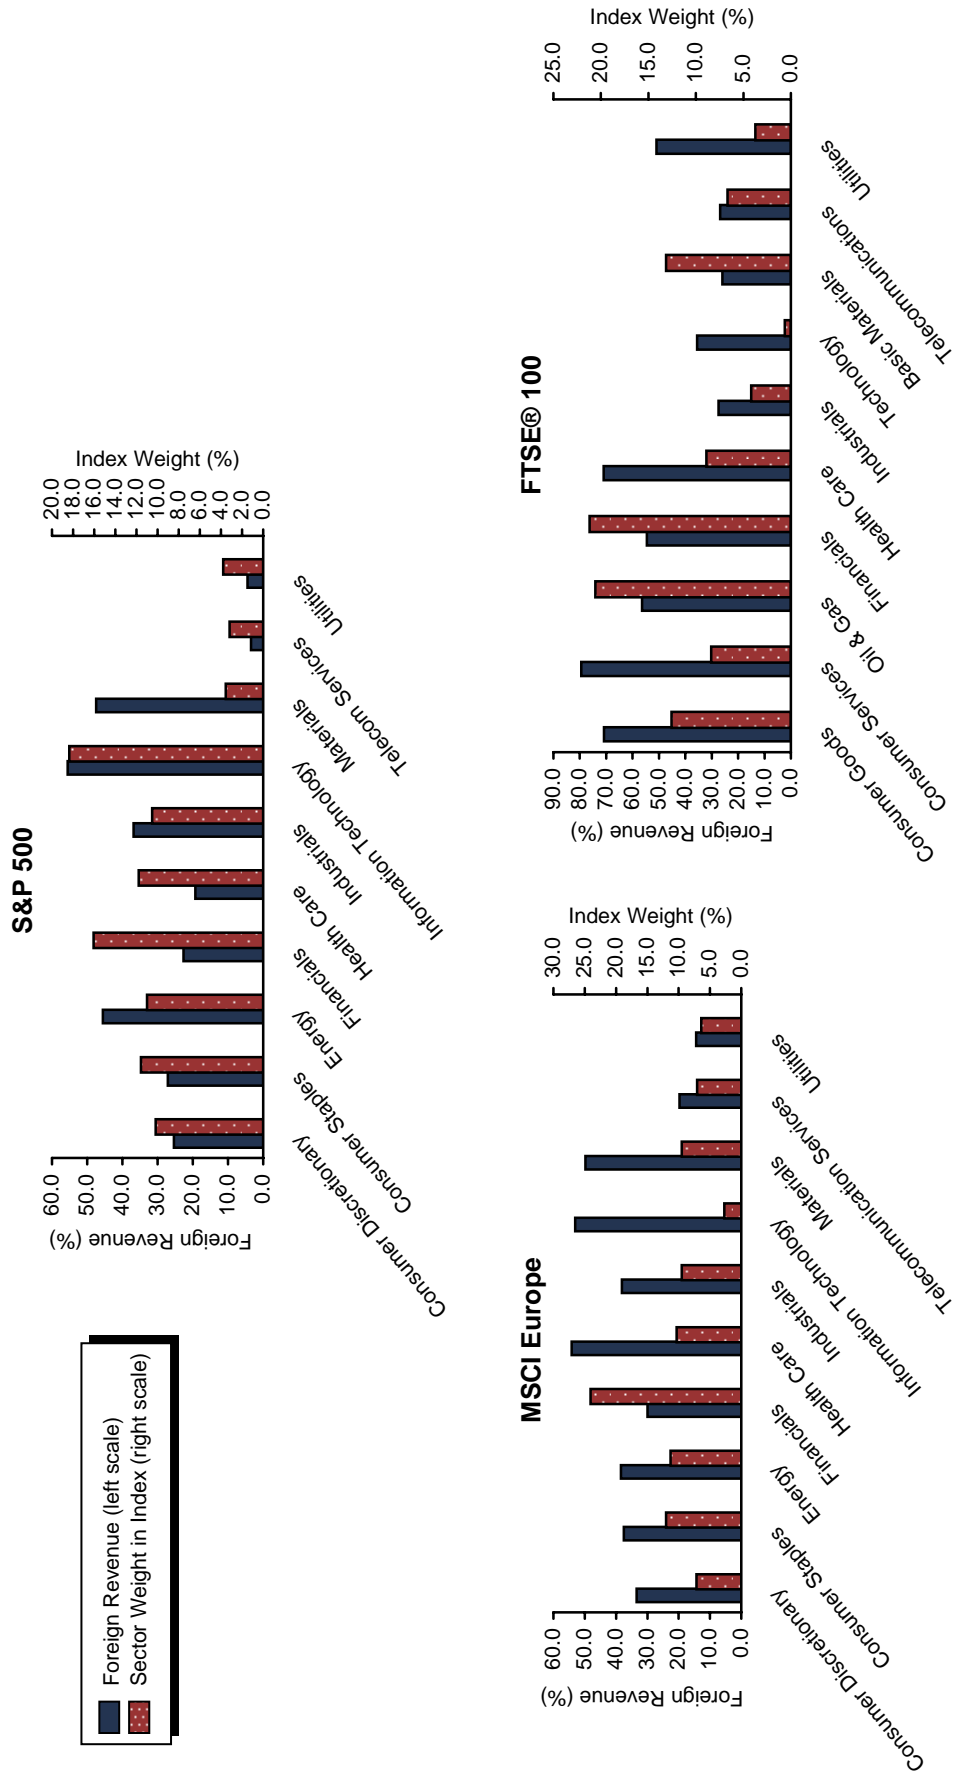 Foreign Revenue (left scale)
Sector Weight in Index (right scale)
S&P 500
Foreign Revenue (%)
60.0
50.0
40.0
30.0
20.0
10.0
0.0
Index Weight (%)
20.0
18.0
16.0
14.0
12.0
10.0
8.0
6.0
4.0
2.0
0.0
Consumer Discretionary
Consumer Staples
Energy
Financials
Health Care
Industrials
Information Technology
Materials
Telecom Services
Utilities
MSCI Europe
Foreign Revenue (%)
60.0
50.0
40.0
30.0
20.0
10.0
0.0
Index Weight (%)
30.0
25.0
20.0
15.0
10.0
5.0
0.0
Consumer Discretionary
Consumer Staples
Energy
Financials
Health Care
Industrials
Information Technology
Materials
Telecommunication Services
Utilities
FTSE® 100
Foreign Revenue (%)
90.0
80.0
70.0
60.0
50.0
40.0
30.0
20.0
10.0
0.0
Index Weight (%)
25.0
20.0
15.0
10.0
5.0
0.0
Consumer Goods
Consumer Services
Oil & Gas
Financials
Health Care
Industrials
Technology
Basic Materials
Telecommunications
Utilities